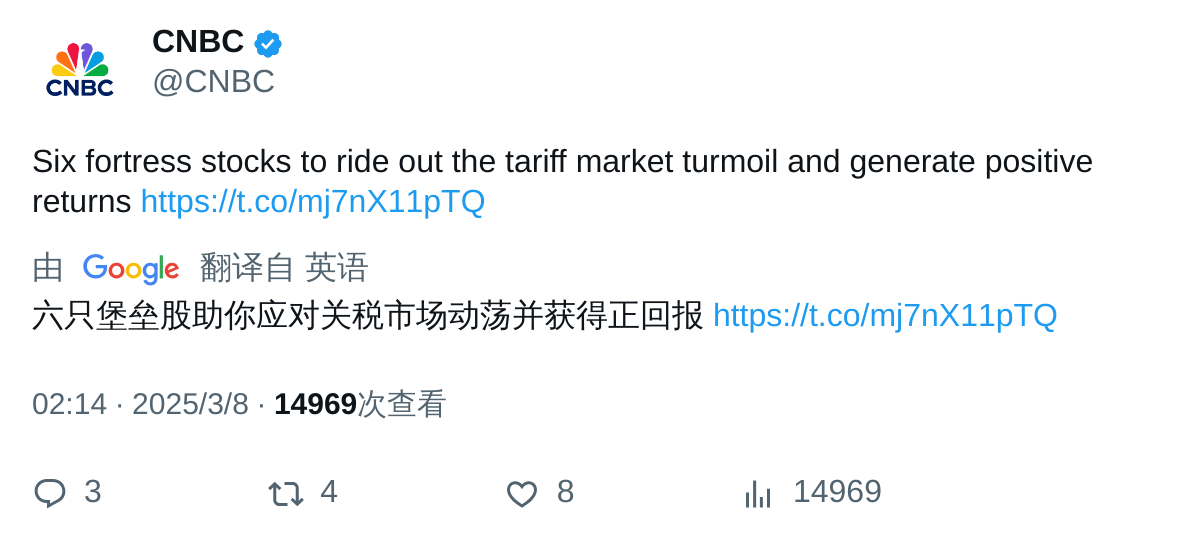 CNBC
@CNBC
CNBC
Six fortress stocks to ride out the tariff market turmoil and generate positive
returns https://t.co/mj7nX11pTQ
由 Google 翻译自 英语
六只堡垒股助你应对关税市场动荡并获得正回报 https://t.co/mj7nX11pTQ
02:14 · 2025/3/8 · 14969次查看
3 4 8 14969